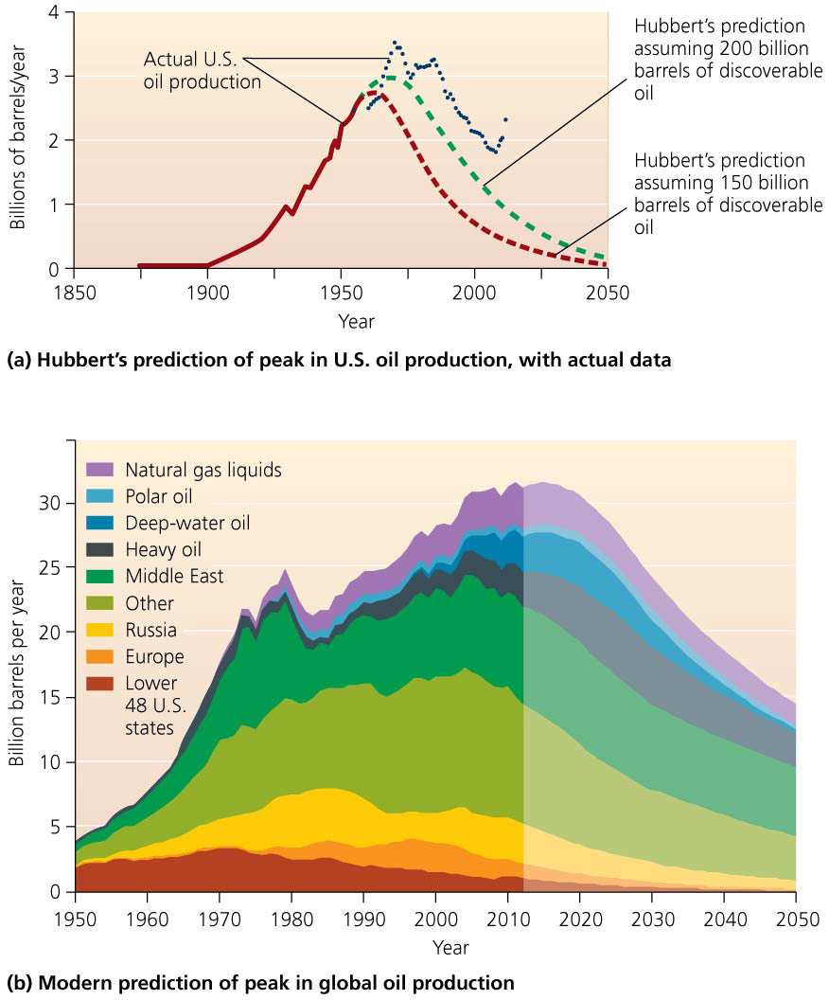 4
3
2
1
0
Billions of barrels/year
Actual U.S.
oil production
Hubbert’s prediction
assuming 200 billion
barrels of discoverable
oil
Hubbert’s prediction
assuming 150 billion
barrels of discoverable
oil
1850 1900 1950 2000 2050
Year
(a) Hubbert’s prediction of peak in U.S. oil production, with actual data
30
25
20
15
10
5
0
Billion barrels per year
Natural gas liquids
Polar oil
Deep-water oil
Heavy oil
Middle East
Other
Russia
Europe
Lower
48 U.S.
states
1950 1960 1970 1980 1990 2000 2010 2020 2030 2040 2050
Year
(b) Modern prediction of peak in global oil production